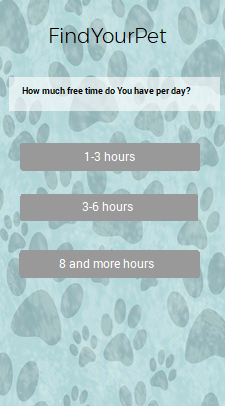 FindYourPet
How much free time do You have per day?
1-3 hours
3-6 hours
8 and more hours